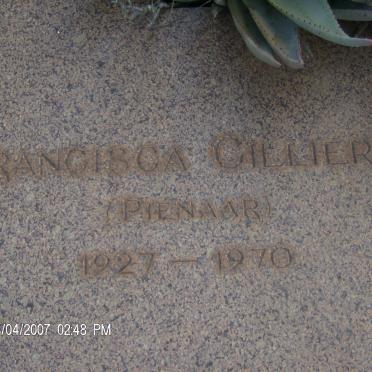 RANCISCA CILLIER
(PIENAAR)
1927 – 1970
/04/2007 02:48 PM